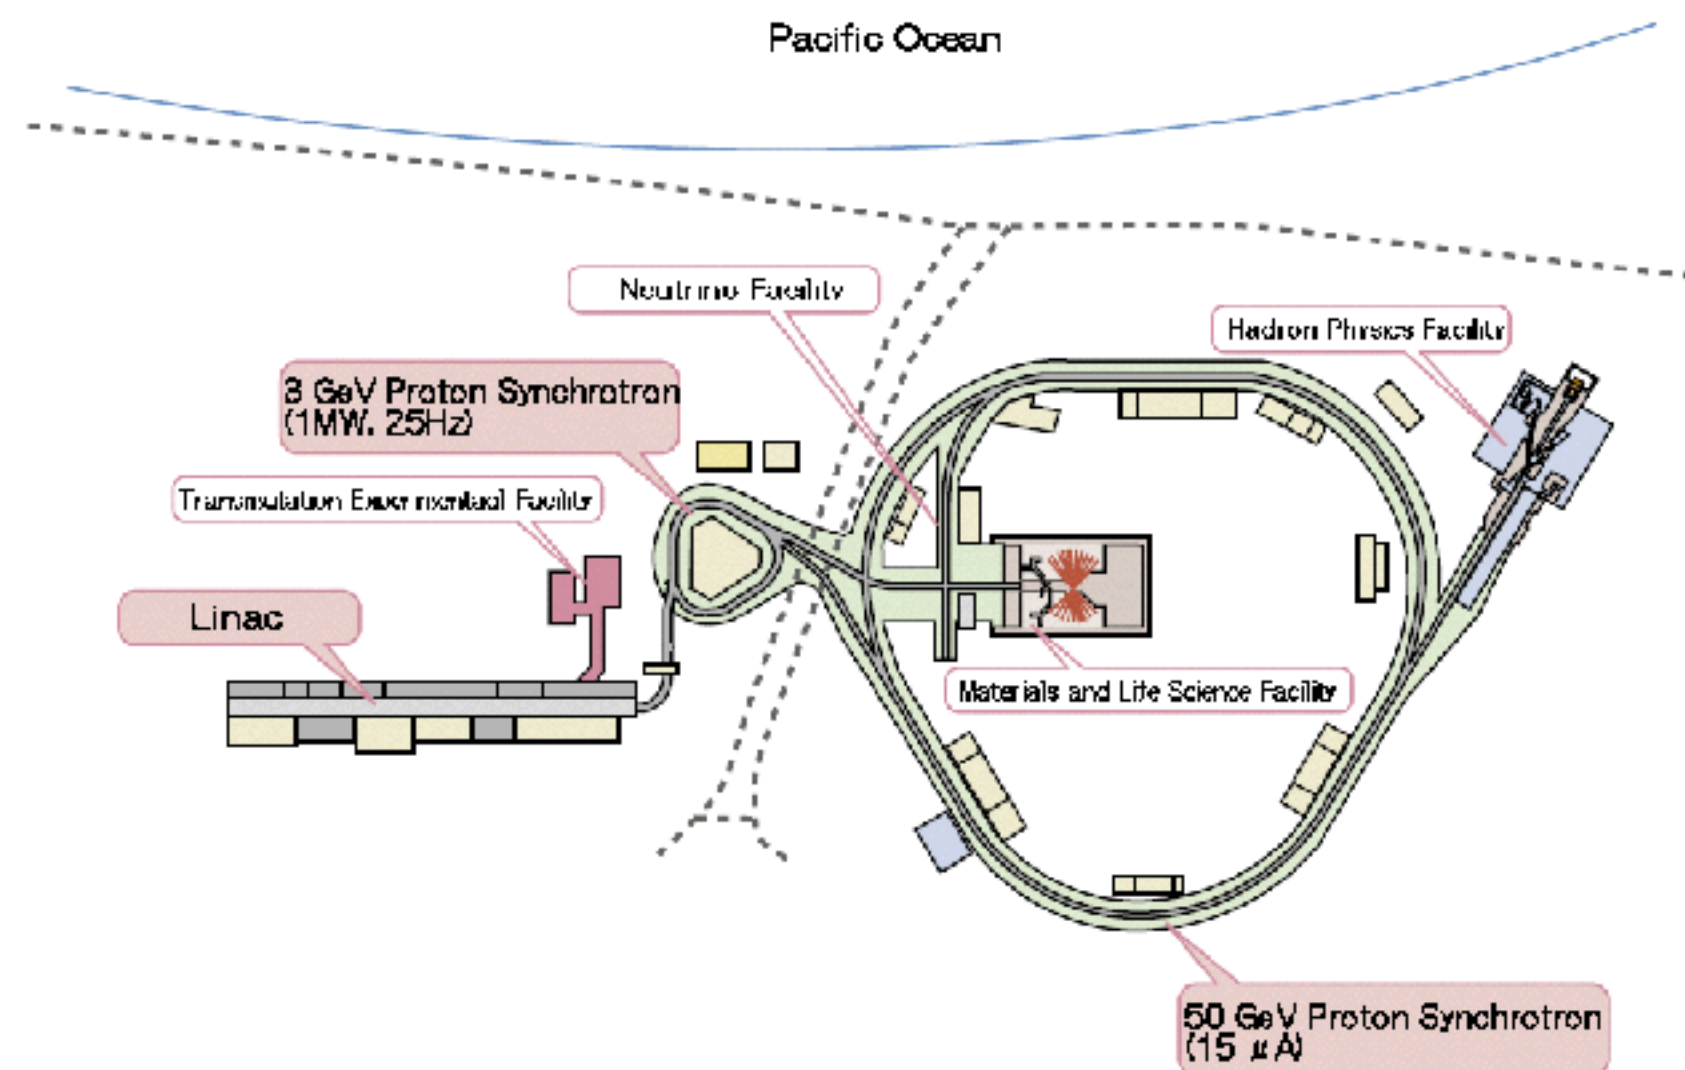 Pacific Ocean
Neutrino Facility
Hadron Physics Facility
3 GeV Proton Synchrotron
(1MW, 25Hz)
Transmutation Experimental Facility
Linac
Materials and Life Science Facility
50 GeV Proton Synchrotron
(15 μA)